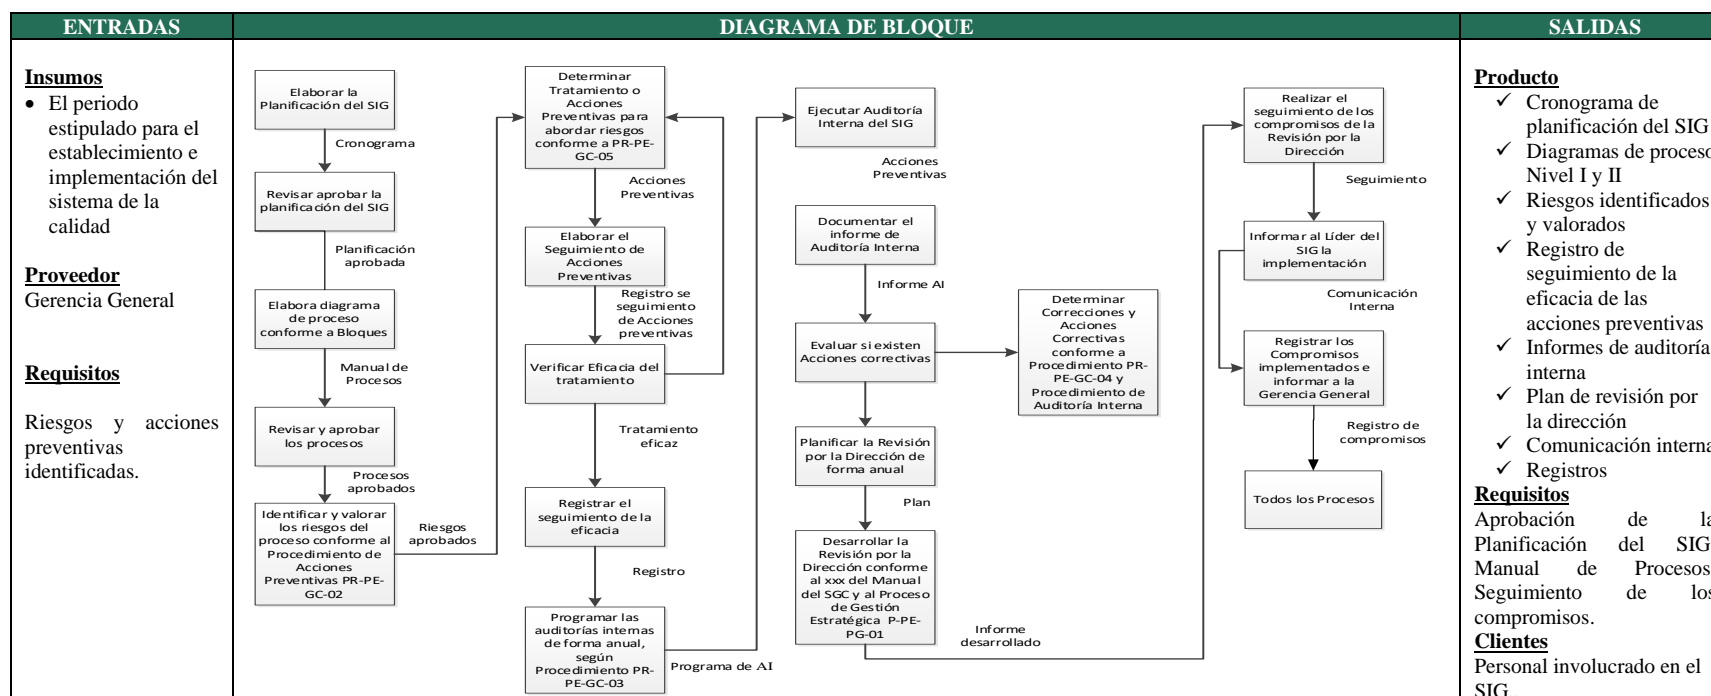 ENTRADAS
DIAGRAMA DE BLOQUE
SALIDAS
Insumos
• El periodo
estipulado para el
establecimiento e
implementación del
sistema de la
calidad
Proveedor
Gerencia General
Requisitos
Riesgos y acciones
preventivas
identificadas.
Elaborar la
Planificación del SIG
Cronograma
Revisar aprobar la
planificación del SIG
Planificación
aprobada
Elabora diagrama
de proceso
conforme a Bloques
Manual de
Procesos
Revisar y aprobar
los procesos
Procesos
aprobados
Identificar y valorar
los riesgos del
proceso conforme al
Procedimiento de
Acciones
Preventivas PR-PE-
GC-02
Riesgos
aprobados
Determinar
Tratamiento o
Acciones
Preventivas para
abordar riesgos
conforme a PR-PE-
GC-05
Acciones
Preventivas
Elaborar el
Seguimiento de
Acciones
Preventivas
Registro se
seguimiento
de Acciones
preventivas
Verificar Eficacia del
tratamiento
Tratamiento
eficaz
Registrar el
seguimiento de la
eficacia
Registro
Programar las
auditorías internas
de forma anual,
según
Procedimiento PR-
PE-GC-03
Programa de AI
Ejecutar Auditoría
Interna del SIG
Acciones
Preventivas
Documentar el
informe de
Auditoría Interna
Informe AI
Evaluar si existen
Acciones correctivas
Determinar
Correcciones y
Acciones
Correctivas
conforme a
Procedimiento PR-
PE-GC-04 y
Procedimiento de
Auditoría Interna
Planificar la Revisión
por la Dirección de
forma anual
Plan
Desarrollar la
Revisión por la
Dirección conforme
al xxx del Manual
del SGC y al Proceso
de Gestión
Estratégica P-PE-
PG-01
Informe
desarrollado
Realizar el
seguimiento de los
compromisos de la
Revisión por la
Dirección
Seguimiento
Informar al Líder del
SIG la
implementación
Comunicación
Interna
Registrar los
Compromisos
implementados e
informar a la
Gerencia General
Registro de
compromisos
Todos los Procesos
Producto
✓ Cronograma de
planificación del SIG
✓ Diagramas de proceso
Nivel I y II
✓ Riesgos identificados
y valorados
✓ Registro de
seguimiento de la
eficacia de las
acciones preventivas
✓ Informes de auditoría
interna
✓ Plan de revisión por
la dirección
✓ Comunicación interna
✓ Registros
Requisitos
Aprobación de la
Planificación del SIG
Manual de Procesos
Seguimiento de los
compromisos.
Clientes
Personal involucrado en el
SIG.